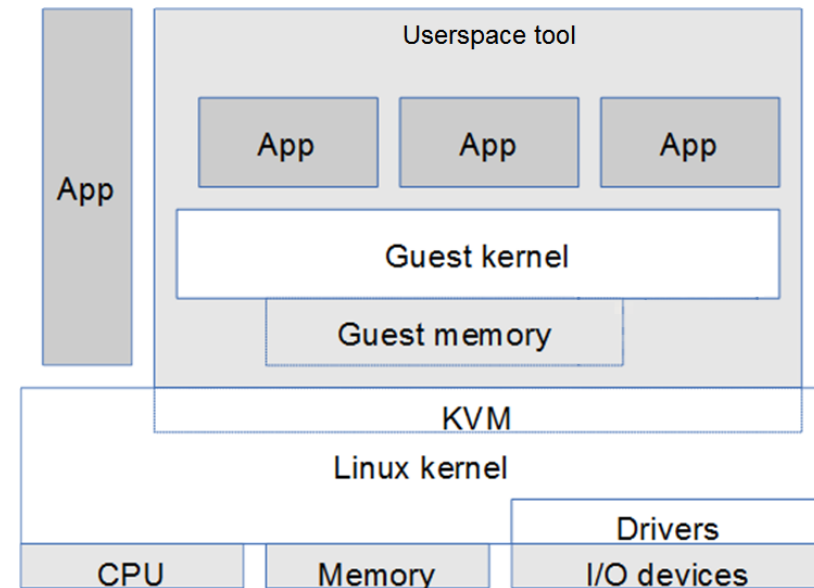 Userspace tool
App
App
App
App
Guest kernel
Guest memory
KVM
Linux kernel
Drivers
CPU
Memory
I/O devices